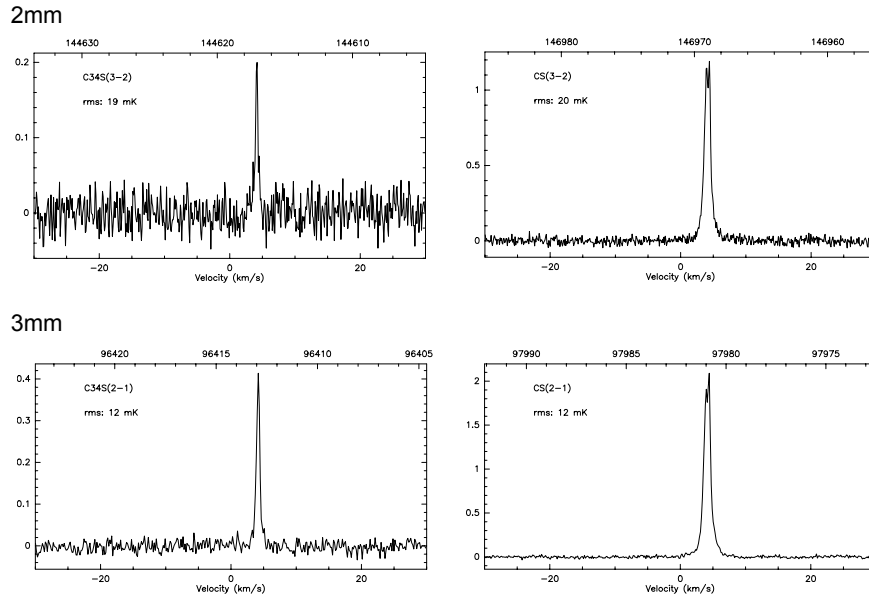 2mm
144630 144620 144610
C34S(3-2)
rms: 19 mK
0.2
0.1
0
-20 0 20
Velocity (km/s)
146980 146970 146960
CS(3-2)
rms: 20 mK
1
0.5
0
-20 0 20
Velocity (km/s)
3mm
96420 96415 96410 96405
C34S(2-1)
rms: 12 mK
0.4
0.3
0.2
0.1
0
-20 0 20
Velocity (km/s)
97990 97985 97980 97975
CS(2-1)
rms: 12 mK
2
1.5
1
0.5
0
-20 0 20
Velocity (km/s)